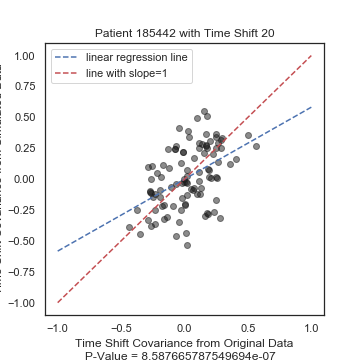 Patient 185442 with Time Shift 20
linear regression line
line with slope=1
1.00
0.75
0.50
0.25
0.00
−0.25
−0.50
−0.75
−1.00
−1.0
−0.5
0.0
0.5
1.0
Time Shift Covariance from Original Data
P-Value = 8.587665787549694e-07